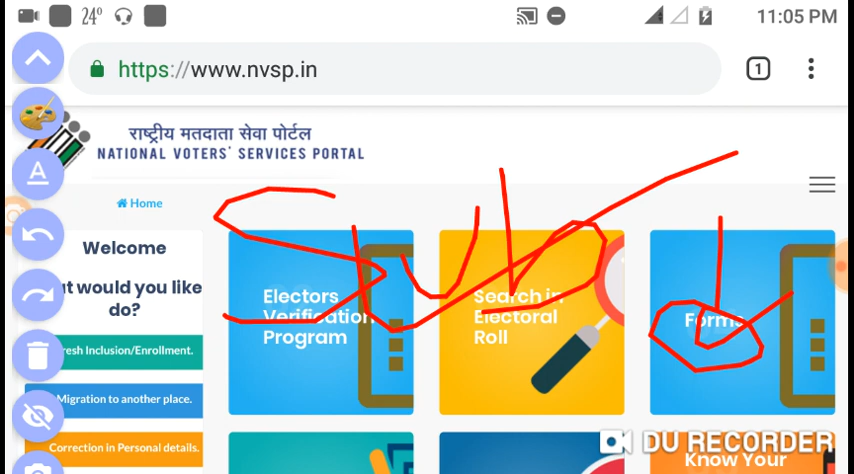 24°
11:05 PM
https://www.nvsp.in
1
राष्ट्रीय मतदाता सेवा पोर्टल
NATIONAL VOTERS' SERVICES PORTAL
A
Home
Welcome
at would you like
do?
resh Inclusion/Enrollment.
Migration to another place.
Correction in Personal details.
Electors
Verification
Program
Search in
Electoral
Roll
Forms
DU RECORDER
Know Your